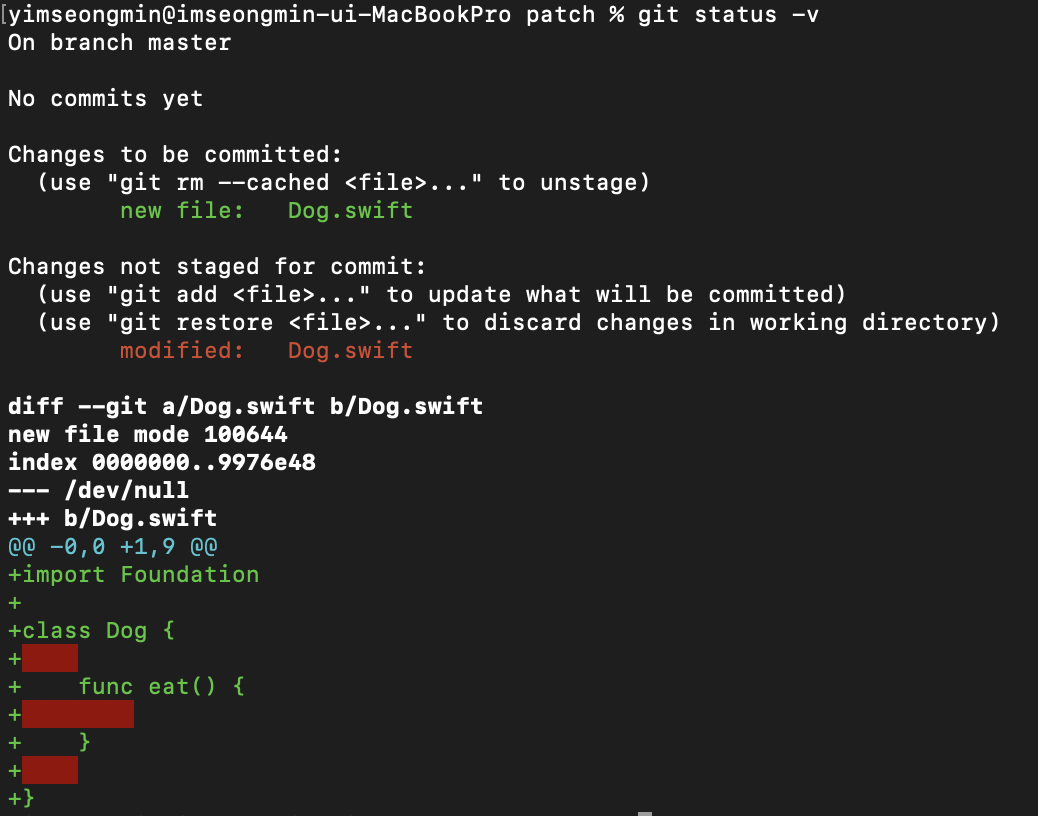 [yimseongmin@imseongmin-ui-MacBookPro patch % git status -v
On branch master
No commits yet
Changes to be committed:
  (use "git rm --cached <file>..." to unstage)
        new file:   Dog.swift
Changes not staged for commit:
  (use "git add <file>..." to update what will be committed)
  (use "git restore <file>..." to discard changes in working directory)
        modified:   Dog.swift
diff --git a/Dog.swift b/Dog.swift
new file mode 100644
index 0000000..9976e48
--- /dev/null
+++ b/Dog.swift
@@ -0,0 +1,9 @@
+import Foundation
+
+class Dog {
+
+    func eat() {
+
+    }
+
+}